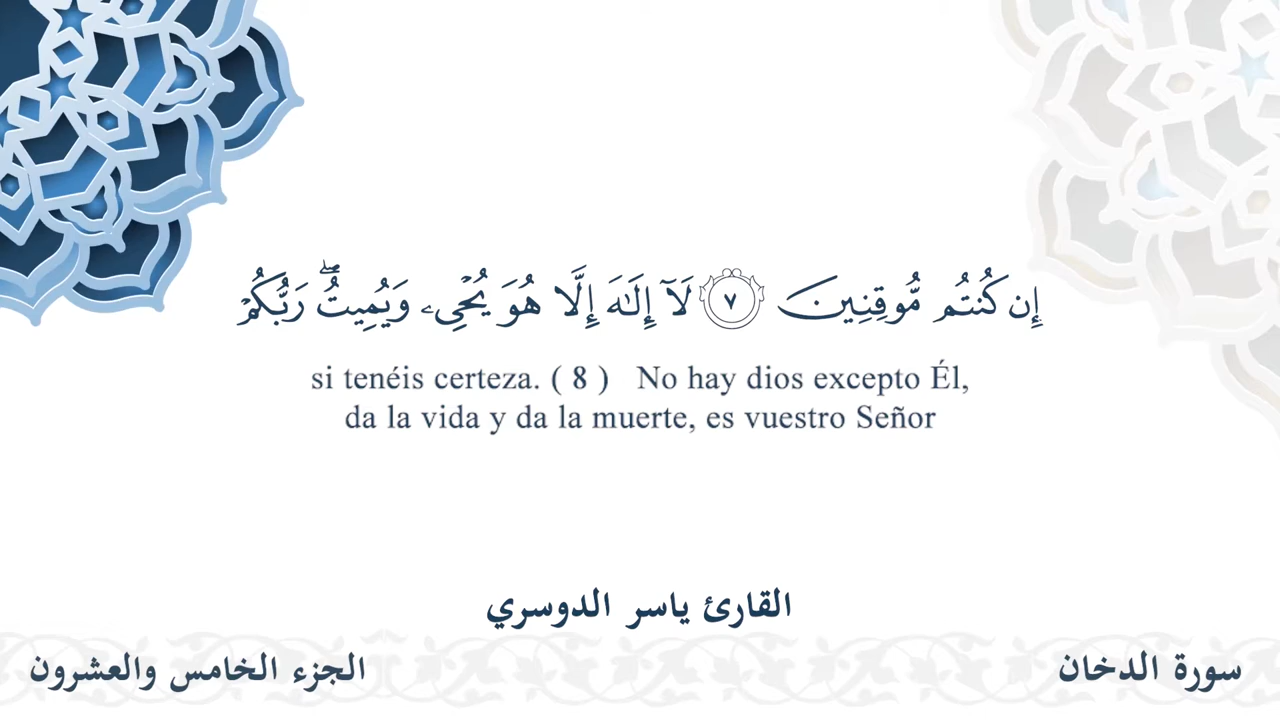 إِن كُنتُم مُّوقِنِينَ ٧ لَآ إِلَٰهَ إِلَّا هُوَ يُحْىِۦ وَيُمِيتُ ۖ رَبُّكُمْ
si tenéis certeza. ( 8 ) No hay dios excepto Él,
da la vida y da la muerte, es vuestro Señor
القارئ ياسر الدوسري
سورة الدخان
الجزء الخامس والعشرون